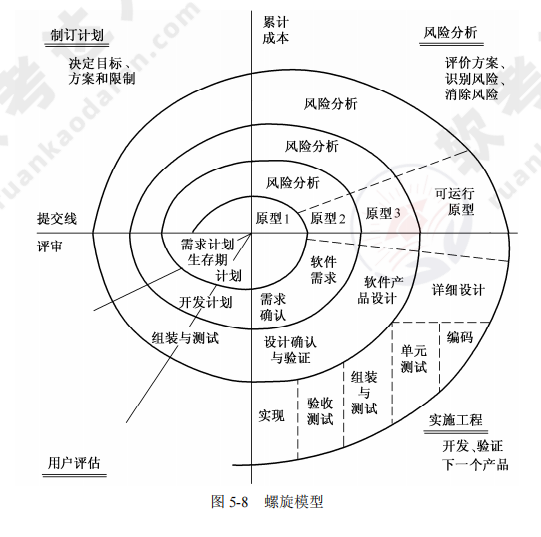 制订计划
决定目标、
方案和限制
累计
成本
风险分析
评价方案、
识别风险、
消除风险
风险分析
风险分析
风险分析
原型1
原型2
原型3
可运行
原型
提交线
评审
需求计划
生存期
计划
开发计划
组装与测试
软件
需求
需求
确认
软件产
品设计
详细设计
设计确认
与验证
实现
验收
测试
组装
与
测试
单元
测试
编码
用户评估
实施工程
开发、验证
下一个产品
图 5-8 螺旋模型
软考达人
ruankaodaren.com